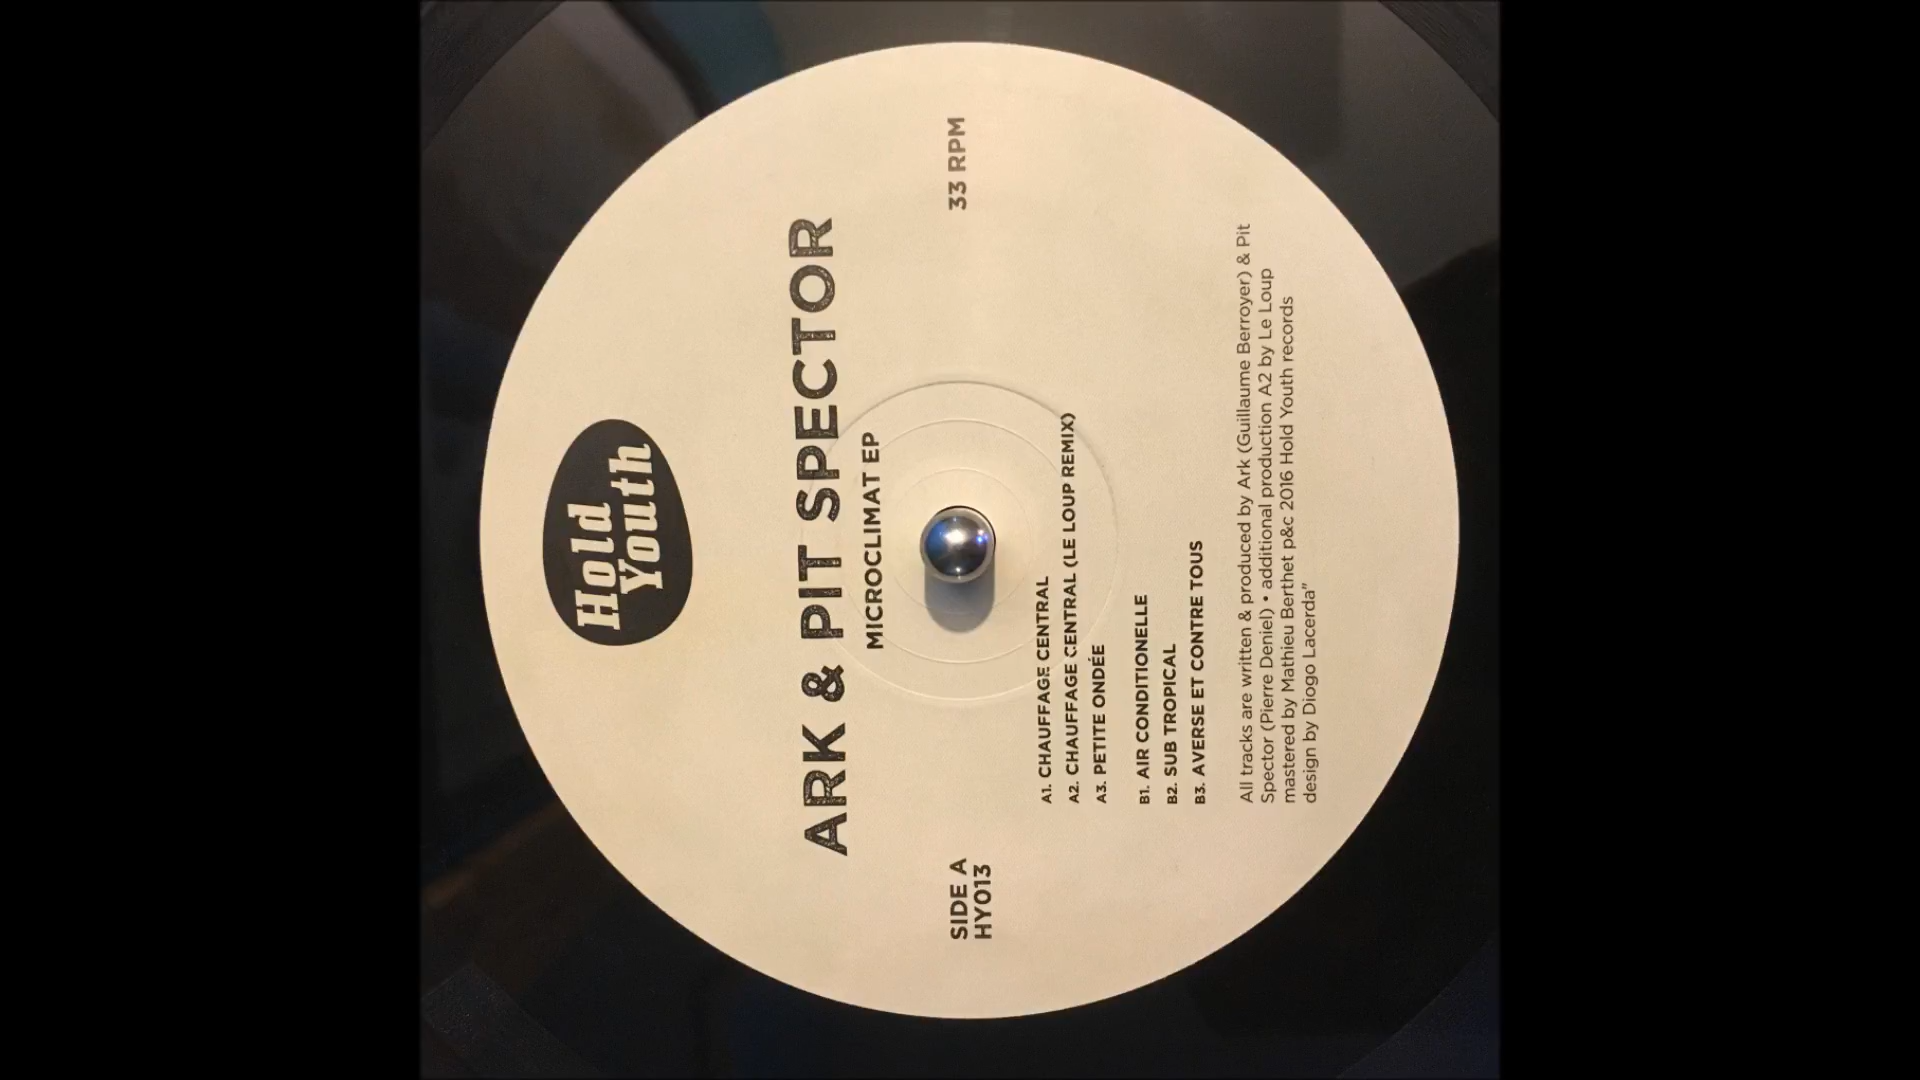 Hold
Youth
ARK & PIT SPECTOR
MICROCLIMAT EP
SIDE A
HY013
33 RPM
A1. CHAUFFAGE CENTRAL
A2. CHAUFFAGE CENTRAL (LE LOUP REMIX)
A3. PETITE ONDÉE
B1. AIR CONDITIONELLE
B2. SUB TROPICAL
B3. AVERSE ET CONTRE TOUS
All tracks are written & produced by Ark (Guillaume Berroyer) & Pit
Spector (Pierre Deniel) • additional production A2 by Le Loup
mastered by Mathieu Berthet p&c 2016 Hold Youth records
design by Diogo Lacerda”